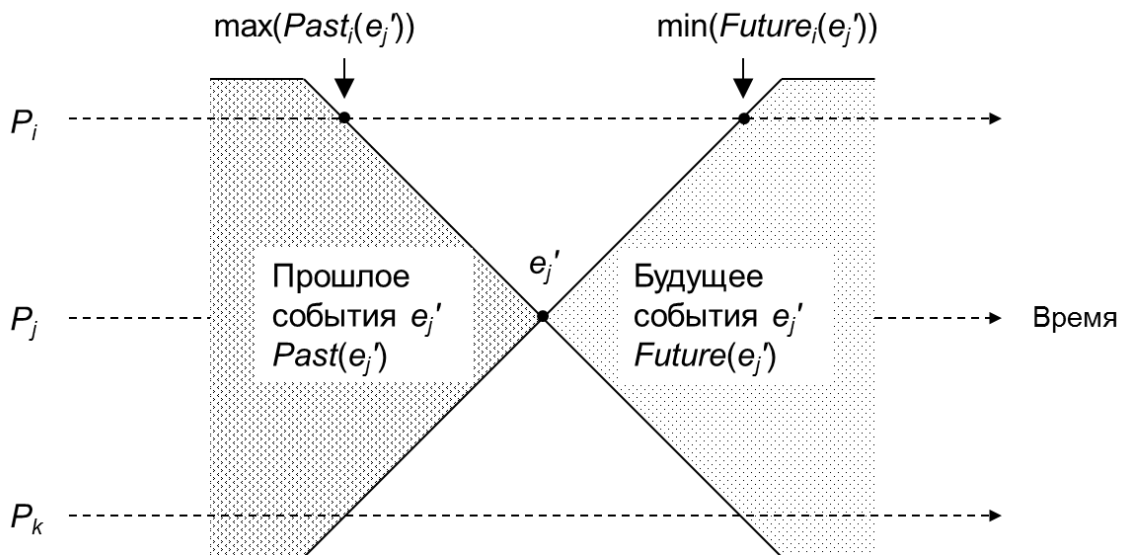 max(Past_i(e_j'))
min(Future_i(e_j'))
P_i
e_j'
Прошлое
события e_j'
Past(e_j')
Будущее
события e_j'
Future(e_j')
P_j
Время
P_k